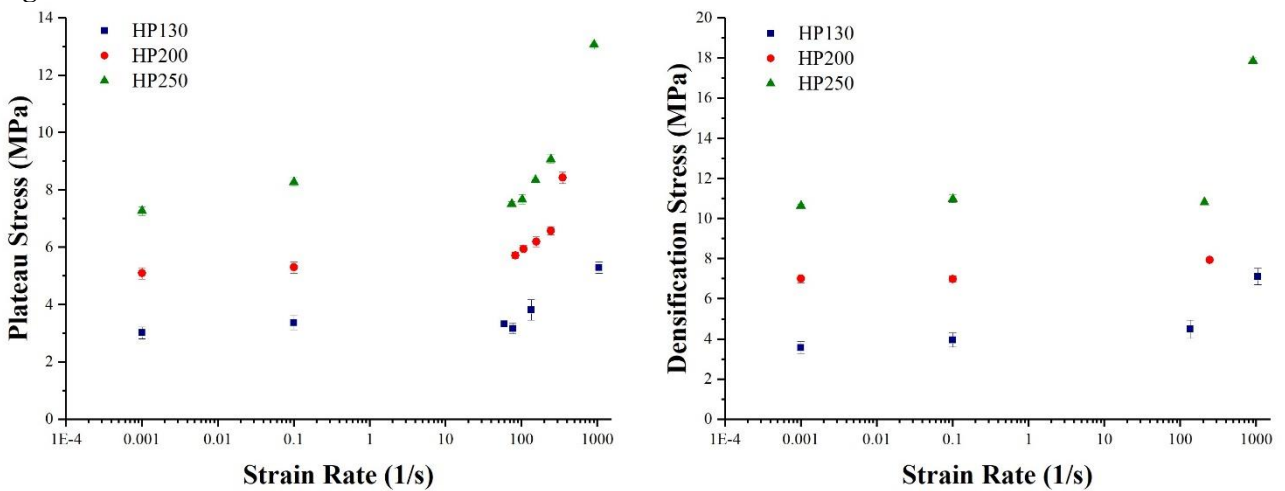 14
12
10
8
6
4
2
0
Plateau Stress (MPa)
HP130
HP200
HP250
1E-4 0.001 0.01 0.1 1 10 100 1000
Strain Rate (1/s)
20
18
16
14
12
10
8
6
4
2
0
Densification Stress (MPa)
HP130
HP200
HP250
1E-4 0.001 0.01 0.1 1 10 100 1000
Strain Rate (1/s)